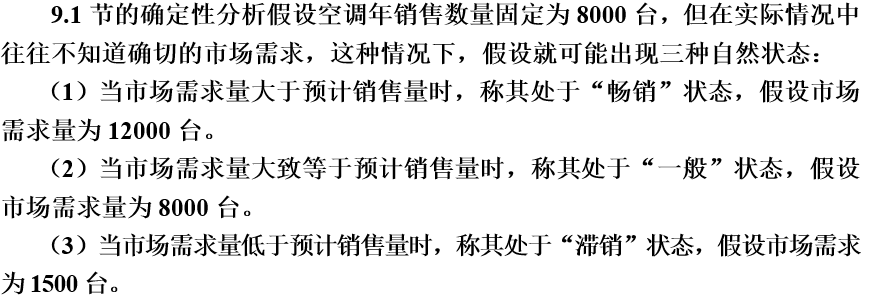 9.1 节的确定性分析假设空调年销售数量固定为 8000 台，但在实际情况中
往往不知道确切的市场需求，这种情况下，假设就可能出现三种自然状态：
（1）当市场需求量大于预计销售量时，称其处于“畅销”状态，假设市场
需求量为 12000 台。
（2）当市场需求量大致等于预计销售量时，称其处于“一般”状态，假设
市场需求量为 8000 台。
（3）当市场需求量低于预计销售量时，称其处于“滞销”状态，假设市场需求
为 1500 台。